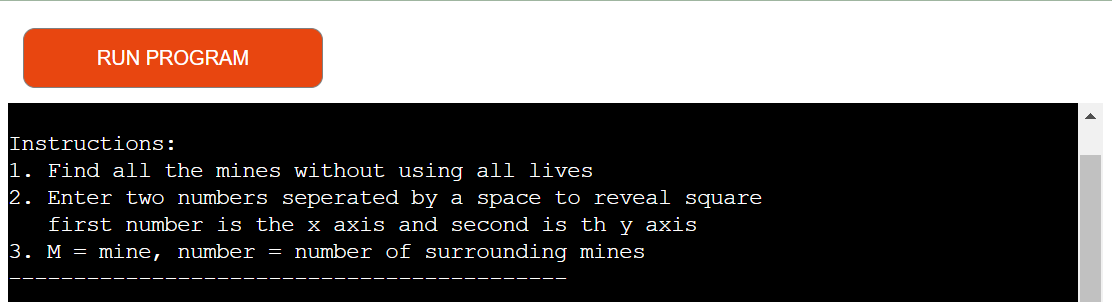 RUN PROGRAM
Instructions:
1. Find all the mines without using all lives
2. Enter two numbers seperated by a space to reveal square
first number is the x axis and second is th y axis
3. M = mine, number = number of surrounding mines
-------------------------------------------